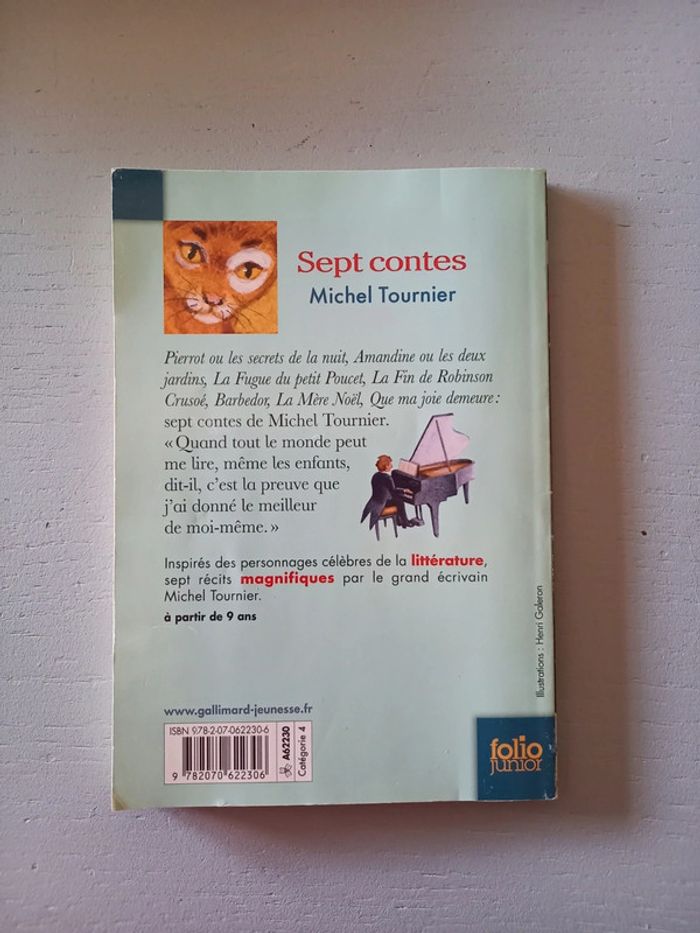 Sept contes
Michel Tournier
Pierrot ou les secrets de la nuit, Amandine ou les deux
jardins, La Fugue du petit Poucet, La Fin de Robinson
Crusoé, Barbedor, La Mère Noël, Que ma joie demeure :
sept contes de Michel Tournier.
« Quand tout le monde peut
me lire, même les enfants,
dit-il, c'est la preuve que
j'ai donné le meilleur
de moi-même. »
Inspirés des personnages célèbres de la littérature,
sept récits magnifiques par le grand écrivain
Michel Tournier.
à partir de 9 ans
Illustrations : Henri Galeron
www.gallimard-jeunesse.fr
ISBN 978-2-07-062230-6
9 782070 622306
A62230
Catégorie 4
folio
junior